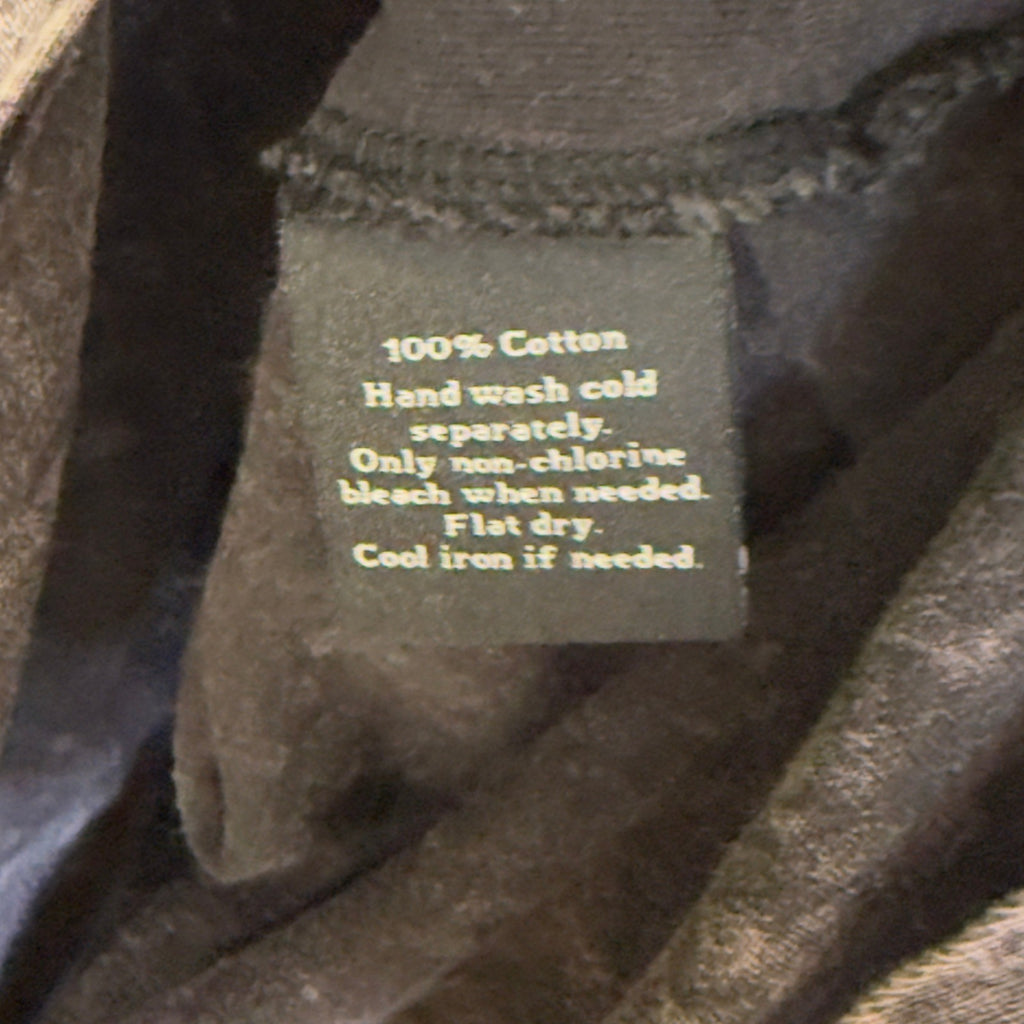 100% Cotton
Hand wash cold
separately.
Only non-chlorine
bleach when needed.
Flat dry.
Cool iron if needed.